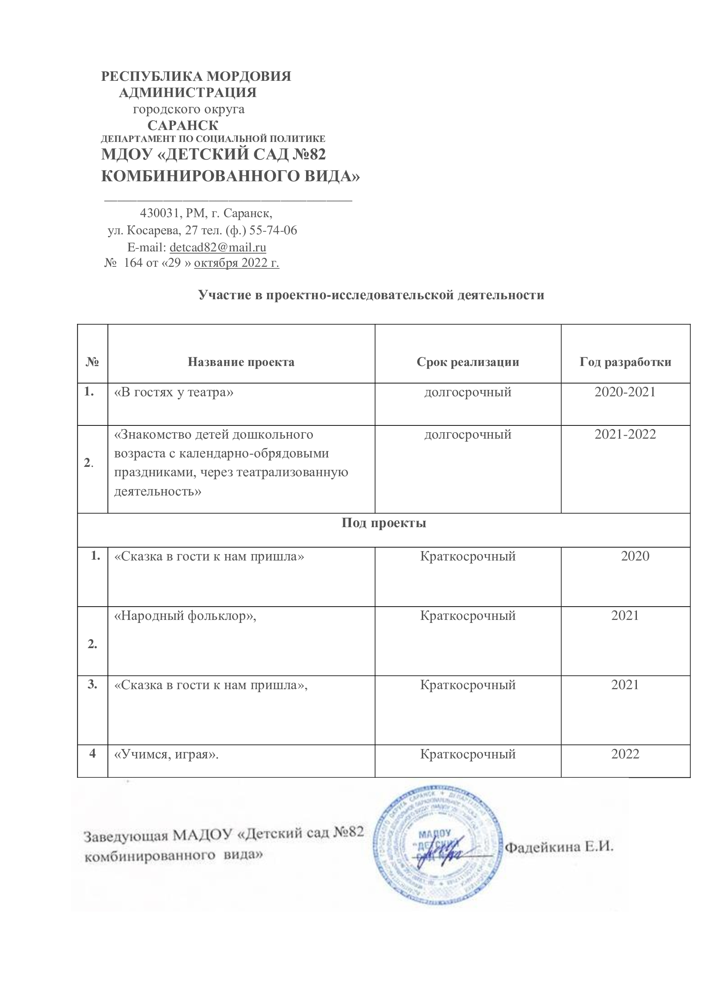 РЕСПУБЛИКА МОРДОВИЯ
АДМИНИСТРАЦИЯ
городского округа
САРАНСК
ДЕПАРТАМЕНТ ПО СОЦИАЛЬНОЙ ПОЛИТИКЕ
МДОУ «ДЕТСКИЙ САД №82
КОМБИНИРОВАННОГО ВИДА»
430031, РМ, г. Саранск,
ул. Косарева, 27 тел. (ф.) 55-74-06
E-mail: detcad82@mail.ru
№ 164 от «29 » октября 2022 г.
Участие в проектно-исследовательской деятельности
№ Название проекта Срок реализации Год разработки
1. «В гостях у театра» долгосрочный 2020-2021
«Знакомство детей дошкольного долгосрочный 2021-2022
возраста с календарно-обрядовыми
2.
праздниками, через театрализованную
деятельность»
Под проекты
1. «Сказка в гости к нам пришла» Краткосрочный 2020
«Народный фольклор», Краткосрочный 2021
2.
3. «Сказка в гости к нам пришла», Краткосрочный 2021
4 «Учимся, играя». Краткосрочный 2022
Заведующая МАДОУ «Детский сад №82
комбинированного вида»
МАДОУ
"ДЕТСКИЙ
САД
Фадейкина Е.И.